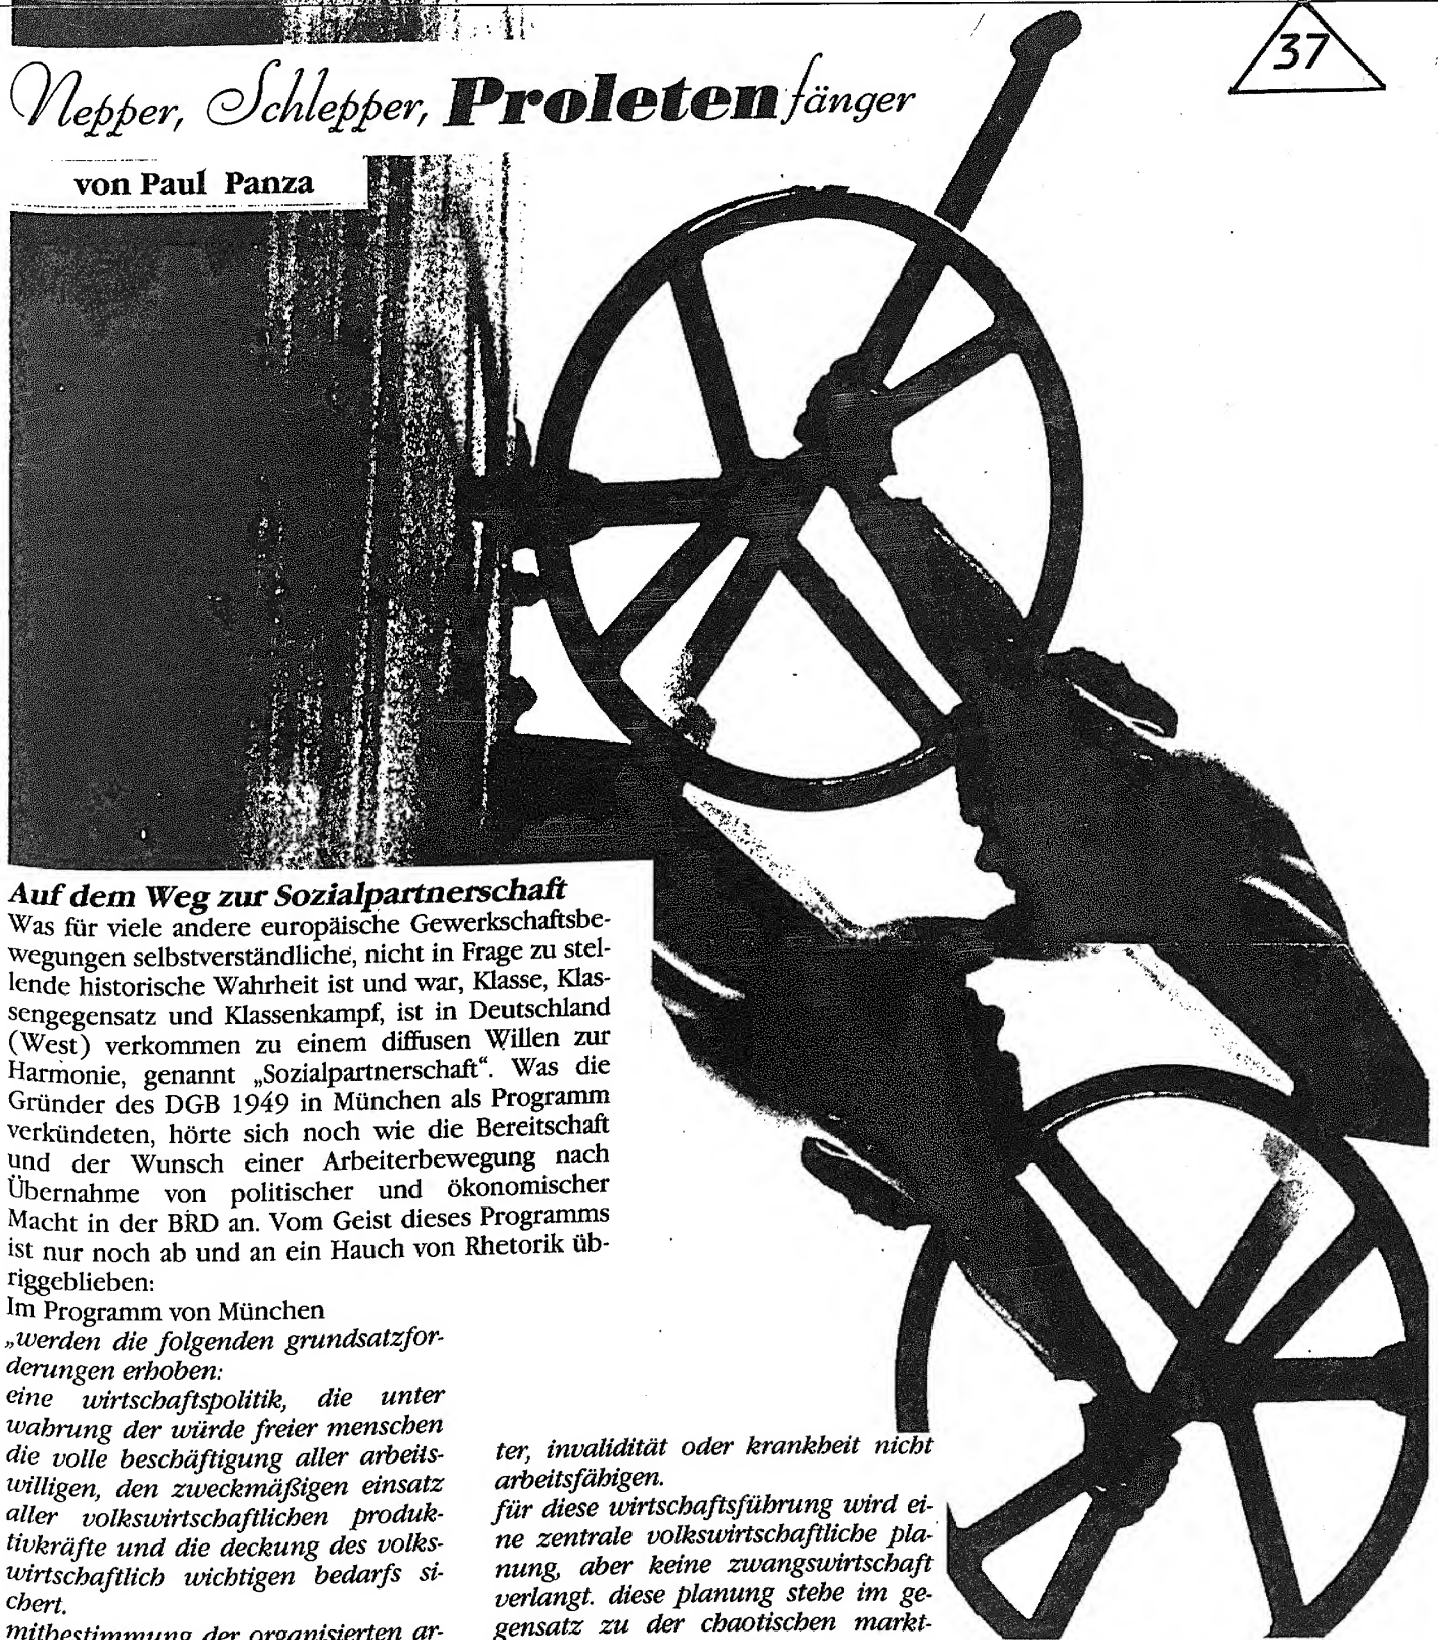 37
Nepper, Schlepper, Proletenfänger
von Paul Panza
Auf dem Weg zur Sozialpartnerschaft
Was für viele andere europäische Gewerkschaftsbe-
wegungen selbstverständliche, nicht in Frage zu stel-
lende historische Wahrheit ist und war, Klasse, Klas-
sengegensatz und Klassenkampf, ist in Deutschland
(West) verkommen zu einem diffusen Willen zur
Harmonie, genannt „Sozialpartnerschaft“. Was die
Gründer des DGB 1949 in München als Programm
verkündeten, hörte sich noch wie die Bereitschaft
und der Wunsch einer Arbeiterbewegung nach
Übernahme von politischer und ökonomischer
Macht in der BRD an. Vom Geist dieses Programms
ist nur noch ab und an ein Hauch von Rhetorik üb-
riggeblieben:
Im Programm von München
„werden die folgenden grundsatzfor-
derungen erhoben:
eine wirtschaftspolitik, die unter
wahrung der würde freier menschen
die volle beschäftigung aller arbeits-
willigen, den zweckmäßigen einsatz
aller volkswirtschaftlichen produk-
tivkräfte und die deckung des volks-
wirtschaftlich wichtigen bedarfs si-
chert.
mitbestimmung der organisierten ar-
ter, invalidität oder krankheit nicht
arbeitsfähigen.
für diese wirtschaftsführung wird ei-
ne zentrale volkswirtschaftliche pla-
nung, aber keine zwangswirtschaft
verlangt. diese planung stehe im ge-
gensatz zu der chaotischen markt-